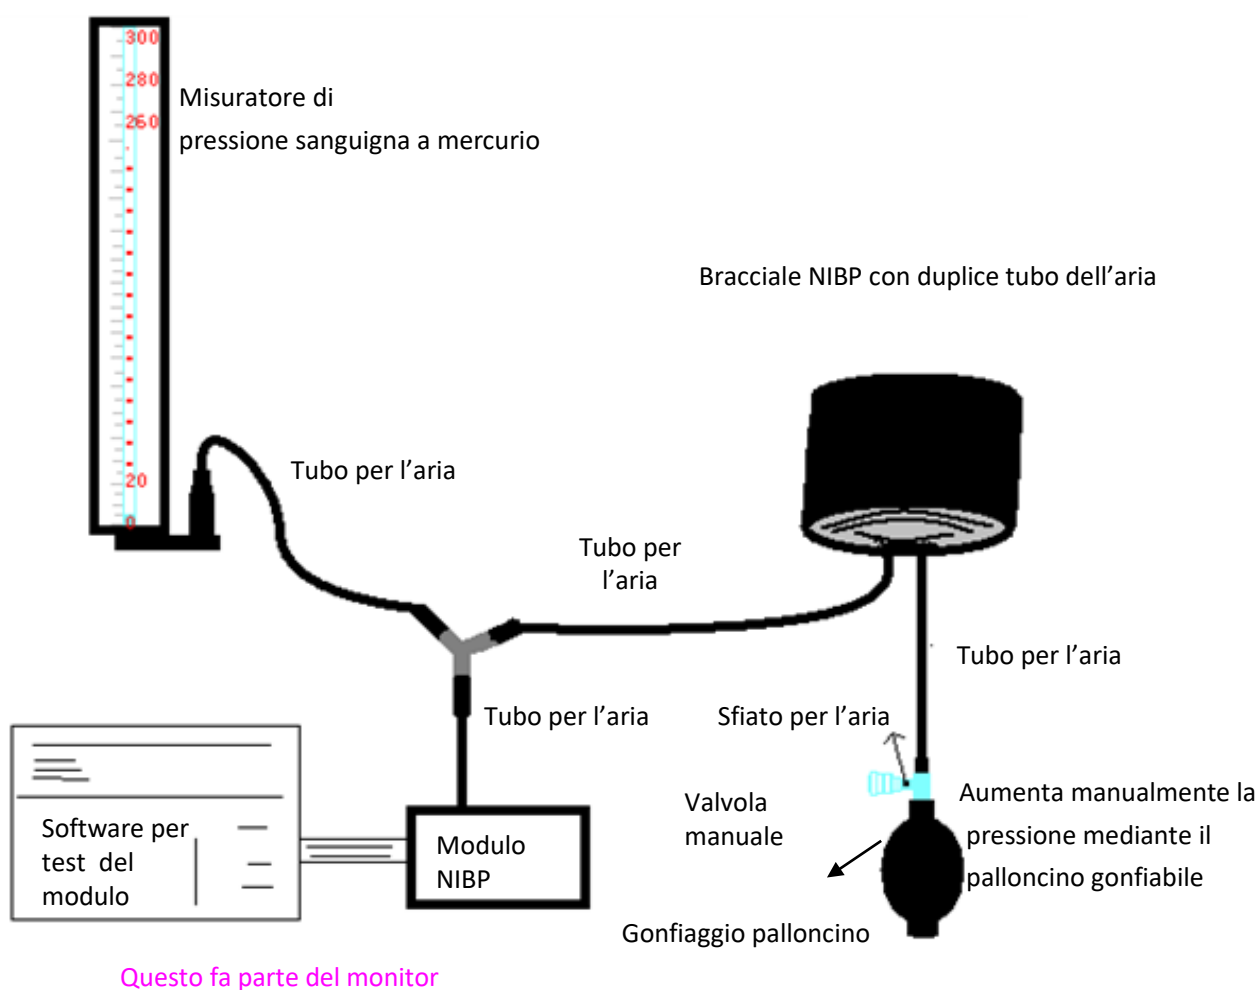 300
280
260
20
0
Misuratore di
pressione sanguigna a mercurio
Bracciale NIBP con duplice tubo dell’aria
Tubo per l’aria
Tubo per
l’aria
Tubo per l’aria
Tubo per l’aria
Sfiato per l’aria
Valvola
manuale
Aumenta manualmente la
pressione mediante il
palloncino gonfiabile
Software per
test del
modulo
Modulo
NIBP
Gonfiaggio palloncino
Questo fa parte del monitor